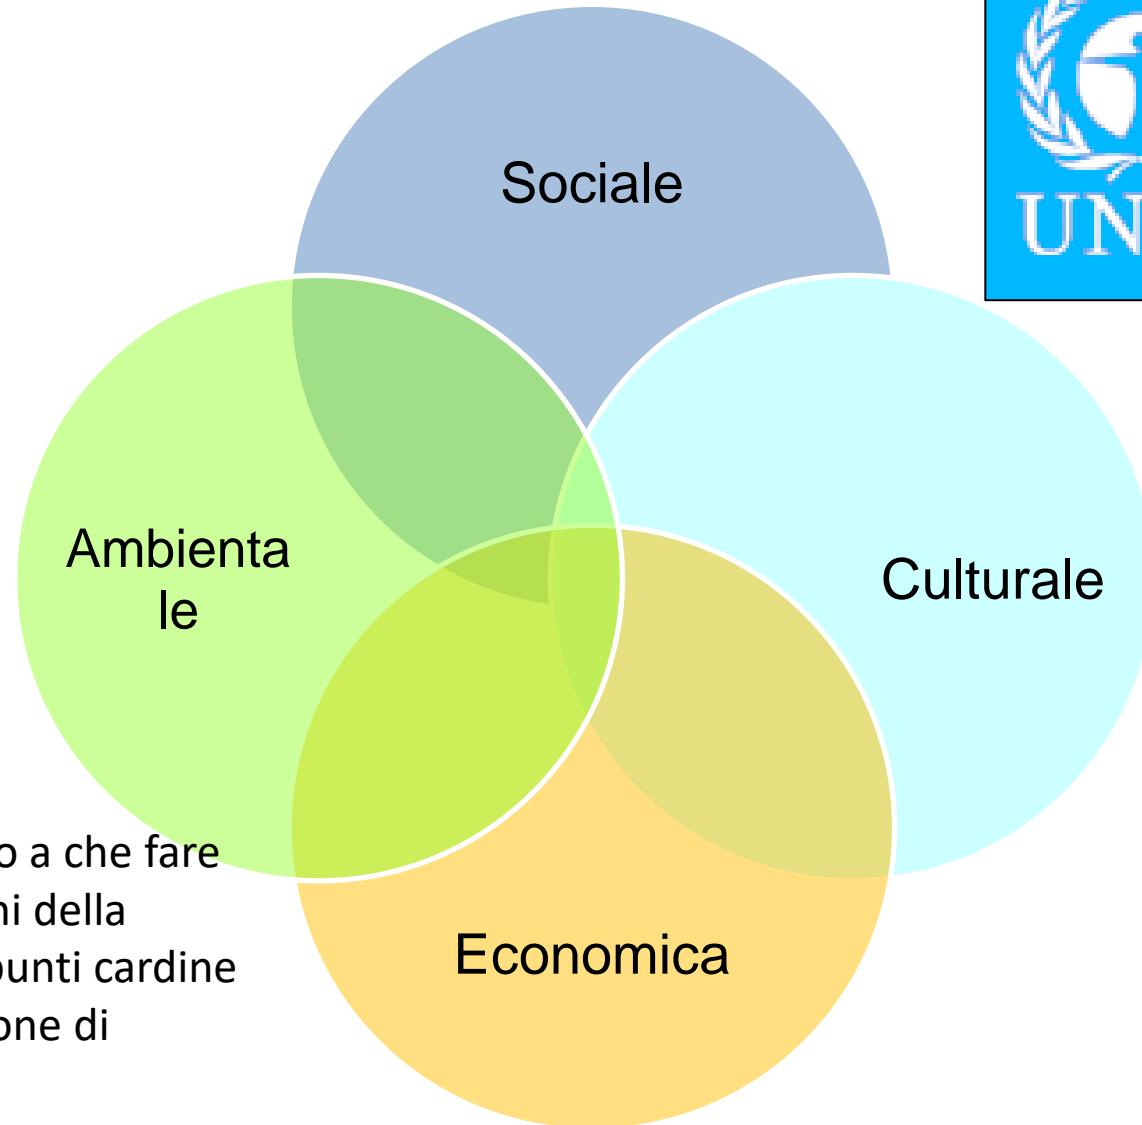 Sociale
UN
Ambienta
le
Culturale
o a che fare
ni della
punti cardine
one di
Economica